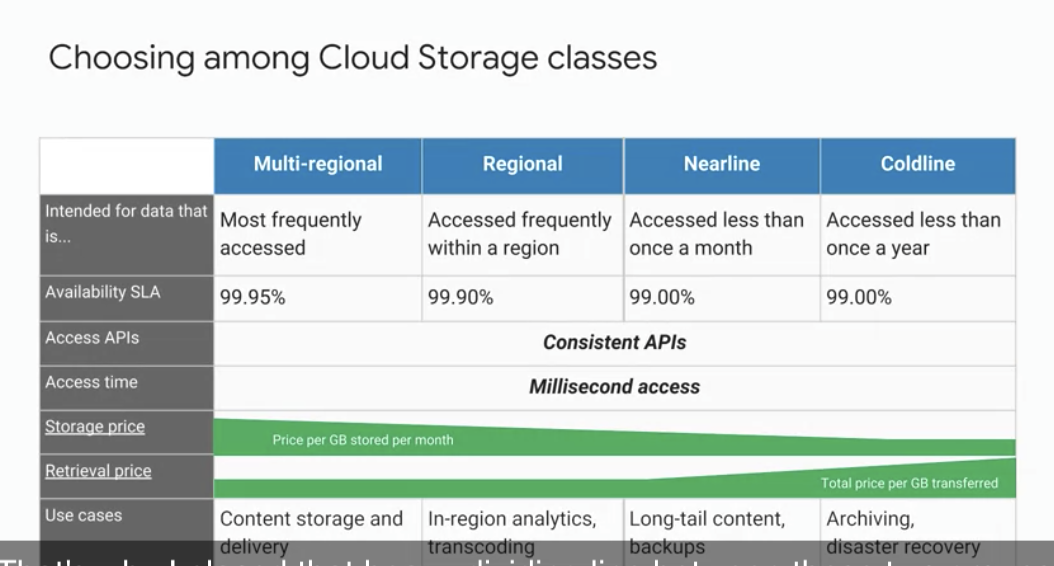 Choosing among Cloud Storage classes
Multi-regional Regional Nearline Coldline
Intended for data that
is...
Most frequently
accessed
Accessed frequently
within a region
Accessed less than
once a month
Accessed less than
once a year
Availability SLA
99.95%
99.90%
99.00%
99.00%
Access APIs
Consistent APIs
Access time
Millisecond access
Storage price
Price per GB stored per month
Retrieval price
Total price per GB transferred
Use cases
Content storage and
delivery
In-region analytics,
transcoding
Long-tail content,
backups
Archiving,
disaster recovery